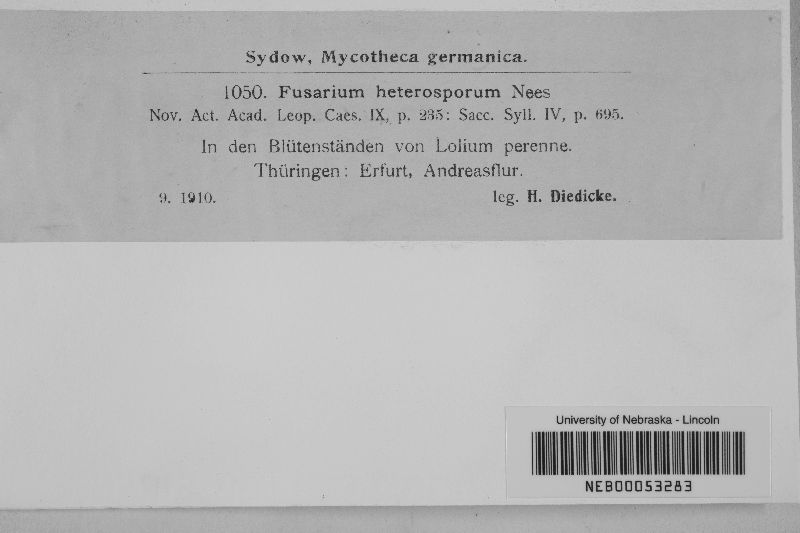 Sydow, Mycotheca germanica.
1050. Fusarium heterosporum Nees
Nov. Act. Acad. Leop. Caes. IX, p. 235: Sacc. Syll. IV, p. 695.
In den Blütenständen von Lolium perenne.
Thüringen: Erfurt, Andreasflur.
9. 1910. leg. H. Diedicke.
University of Nebraska - Lincoln
NEB00053283